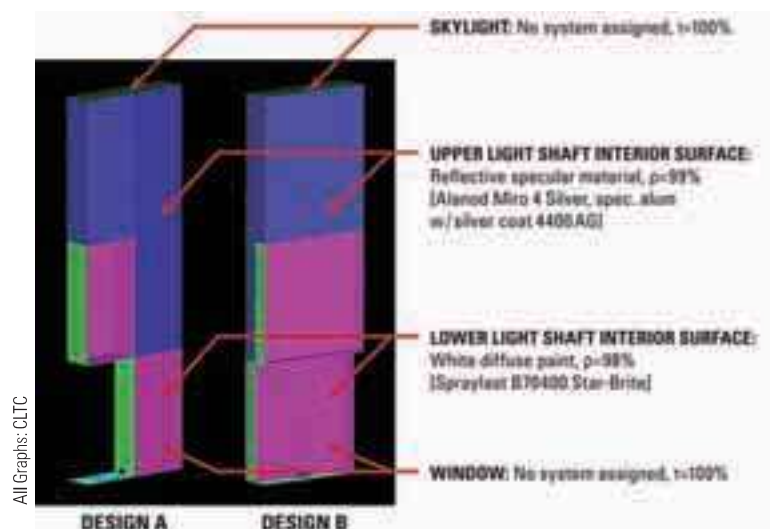 SKYLIGHT: No system assigned, τ=100%
UPPER LIGHT SHAFT INTERIOR SURFACE:
Reflective specular material, ρ=99%
[Alanod Miro 4 Silver, spec. alum
w/silver coat 4400AG]
LOWER LIGHT SHAFT INTERIOR SURFACE:
White diffuse paint, ρ=98%
[Spraylast B70400 Star-Brite]
WINDOW: No system assigned, τ=100%
DESIGN A
DESIGN B
All Graphs: CLTC